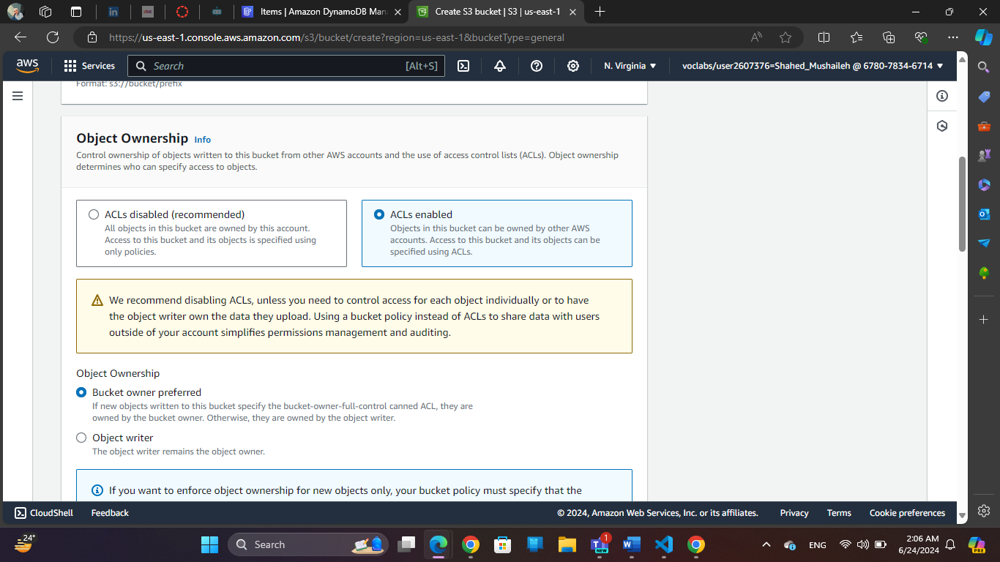 Items | Amazon DynamoDB Man
Create S3 bucket | S3 | us-east-1
https://us-east-1.console.aws.amazon.com/s3/bucket/create?region=us-east-1&bucketType=general
aws
Services
Search
[Alt+S]
N. Virginia
voclabs/user2607376=Shahed_Mushaileh @ 6780-7834-6714
Format: s3://bucket/prefix
Object Ownership Info
Control ownership of objects written to this bucket from other AWS accounts and the use of access control lists (ACLs). Object ownership
determines who can specify access to objects.
ACLs disabled (recommended)
All objects in this bucket are owned by this account.
Access to this bucket and its objects is specified using
only policies.
ACLs enabled
Objects in this bucket can be owned by other AWS
accounts. Access to this bucket and its objects can be
specified using ACLs.
We recommend disabling ACLs, unless you need to control access for each object individually or to have
the object writer own the data they upload. Using a bucket policy instead of ACLs to share data with users
outside of your account simplifies permissions management and auditing.
Object Ownership
Bucket owner preferred
If new objects written to this bucket specify the bucket-owner-full-control canned ACL, they are
owned by the bucket owner. Otherwise, they are owned by the object writer.
Object writer
The object writer remains the object owner.
If you want to enforce object ownership for new objects only, your bucket policy must specify that the
CloudShell
Feedback
© 2024, Amazon Web Services, Inc. or its affiliates.
Privacy
Terms
Cookie preferences
24°
Search
1
NEW
ENG
2:06 AM
6/24/2024
PRE